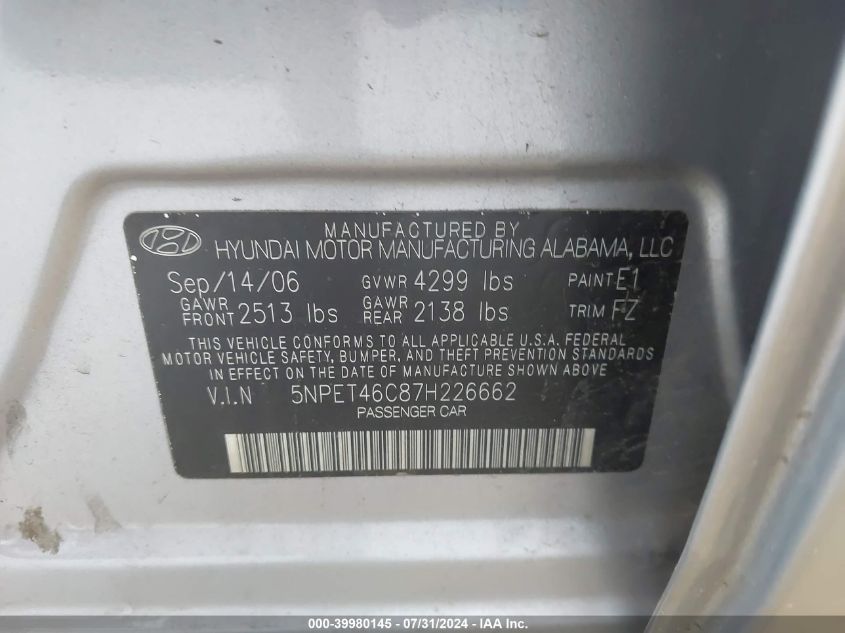 MANUFACTURED BY
HYUNDAI MOTOR MANUFACTURING ALABAMA, LLC
Sep/14/06 GVWR 4299 lbs PAINT E1
GAWR FRONT 2513 lbs GAWR REAR 2138 lbs TRIM FZ
THIS VEHICLE CONFORMS TO ALL APPLICABLE U.S.A. FEDERAL
MOTOR VEHICLE SAFETY, BUMPER, AND THEFT PREVENTION STANDARDS
IN EFFECT ON THE DATE OF MANUFACTURE SHOWN ABOVE
V.I.N 5NPET46C87H226662
PASSENGER CAR
000-39980145 - 07/31/2024 - IAA Inc.